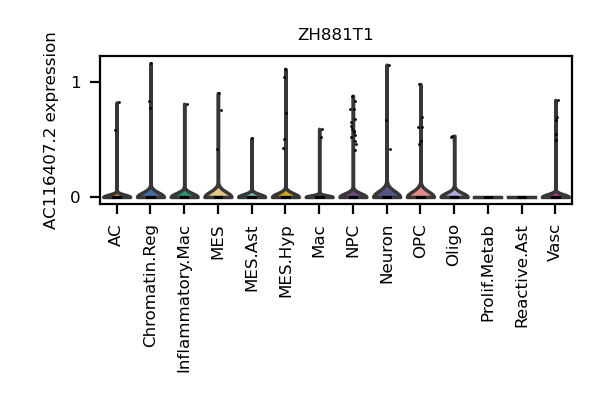 ZH881T1
AC116407.2 expression
1
0
AC
Chromatin.Reg
Inflammatory.Mac
MES
MES.Ast
MES.Hyp
Mac
NPC
Neuron
OPC
Oligo
Prolif.Metab
Reactive.Ast
Vasc